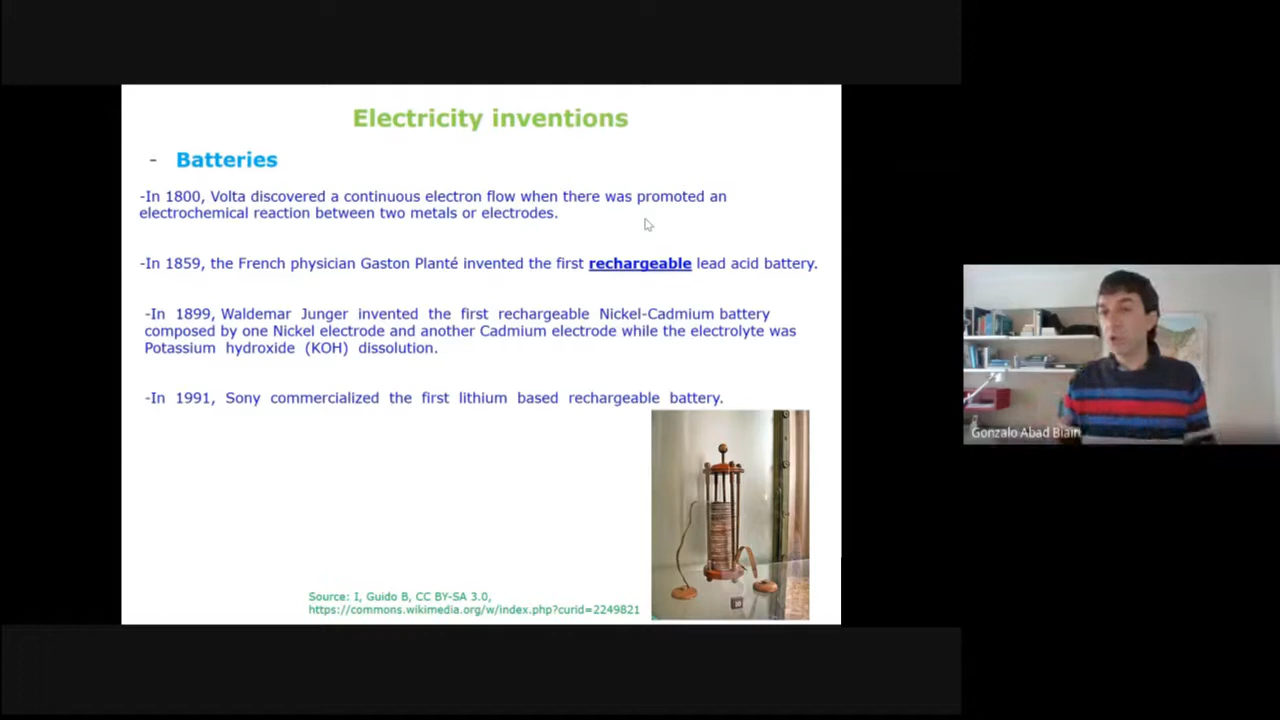 Electricity inventions
- Batteries
-In 1800, Volta discovered a continuous electron flow when there was promoted an
electrochemical reaction between two metals or electrodes.
-In 1859, the French physician Gaston Planté invented the first rechargeable lead acid battery.
-In 1899, Waldemar Junger invented the first rechargeable Nickel-Cadmium battery
composed by one Nickel electrode and another Cadmium electrode while the electrolyte was
Potassium hydroxide (KOH) dissolution.
-In 1991, Sony commercialized the first lithium based rechargeable battery.
Source: I, Guido B, CC BY-SA 3.0,
https://commons.wikimedia.org/w/index.php?curid=2249821
Gonzalo Abad Biain